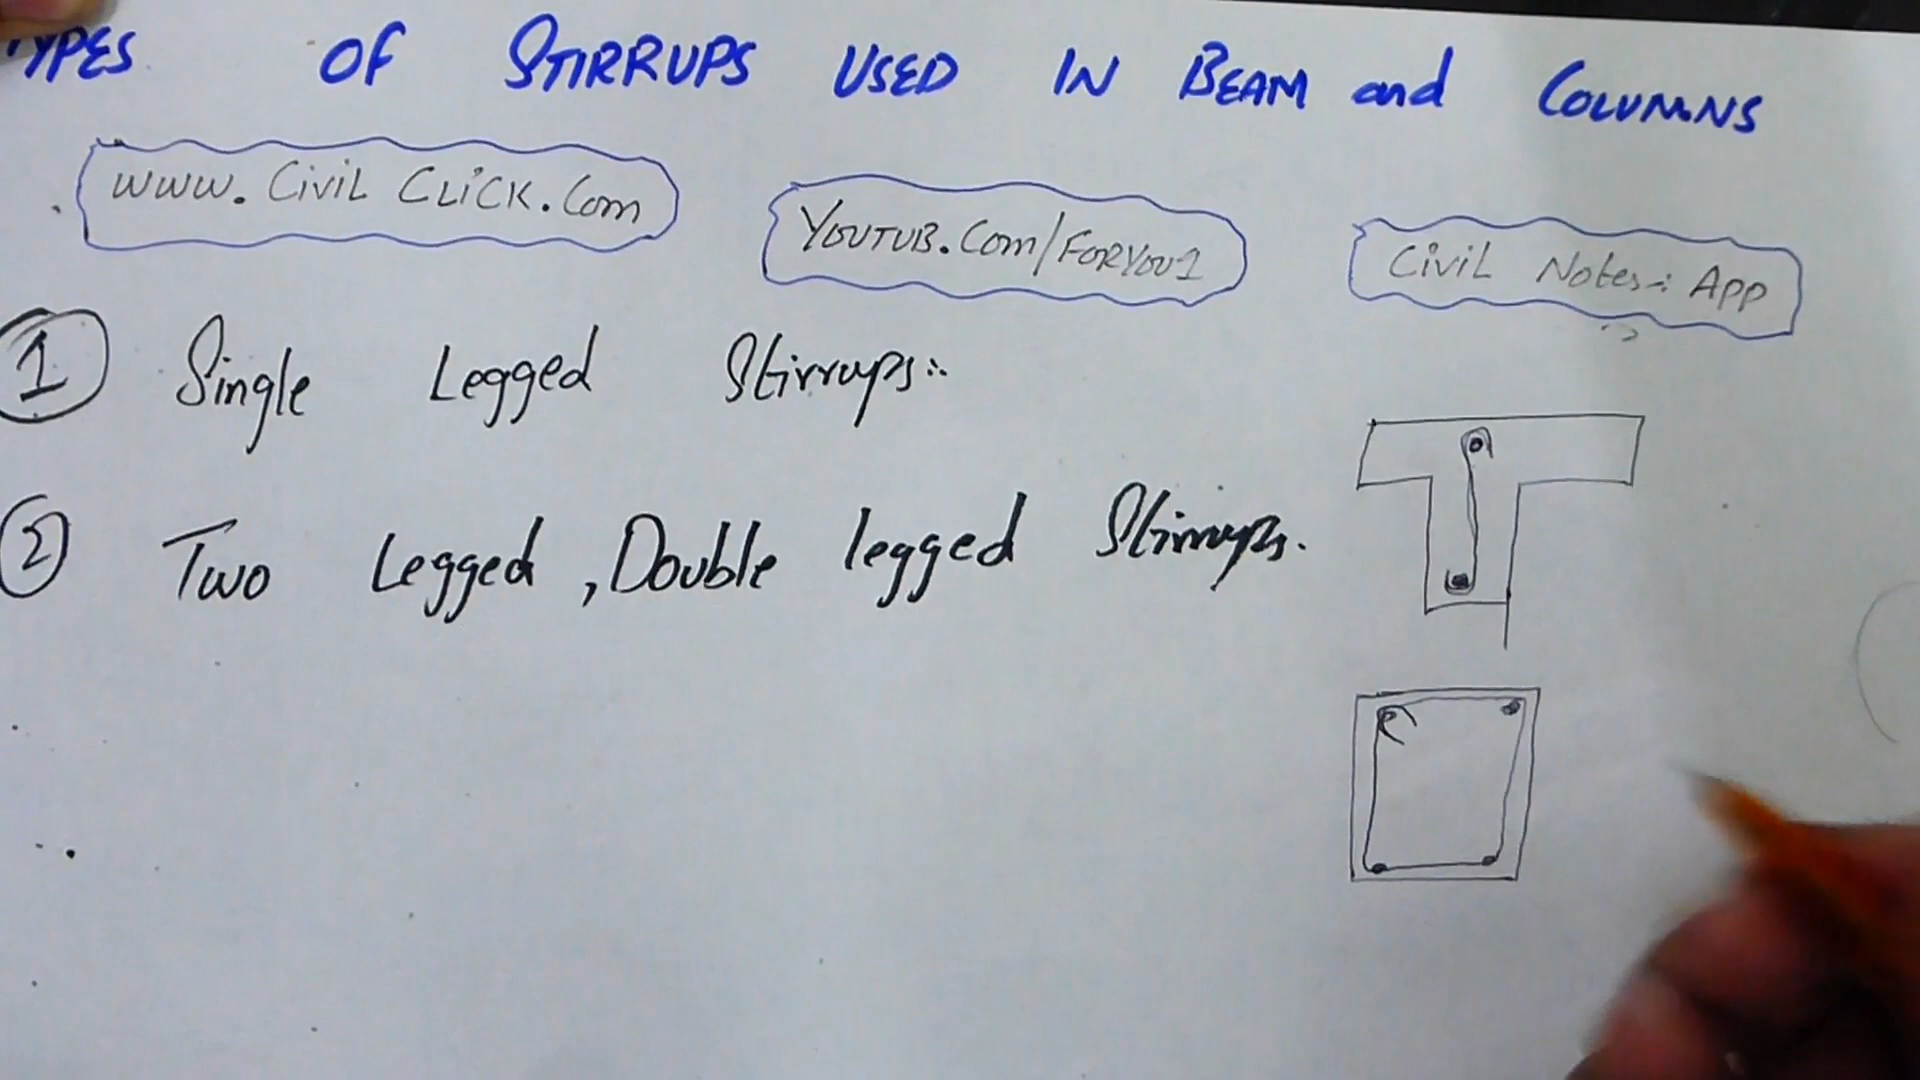 TYPES OF STIRRUPS USED IN BEAM and COLUMNS
www.Civil CLiCK.Com
YOUTUB.Com/FORYOU1
Civil Notes-: App
1 Single Legged Stirrups:-
2 Two Legged, Double legged Stirrups.